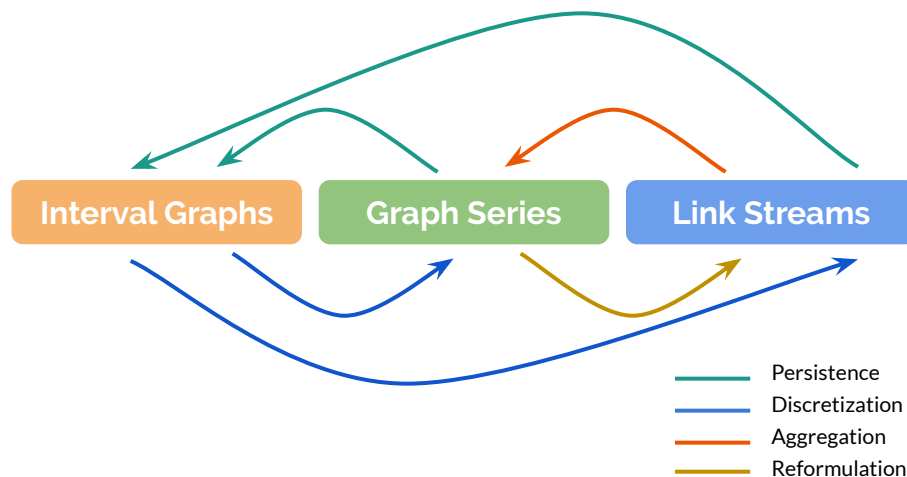 Interval Graphs
Graph Series
Link Streams
Persistence
Discretization
Aggregation
Reformulation